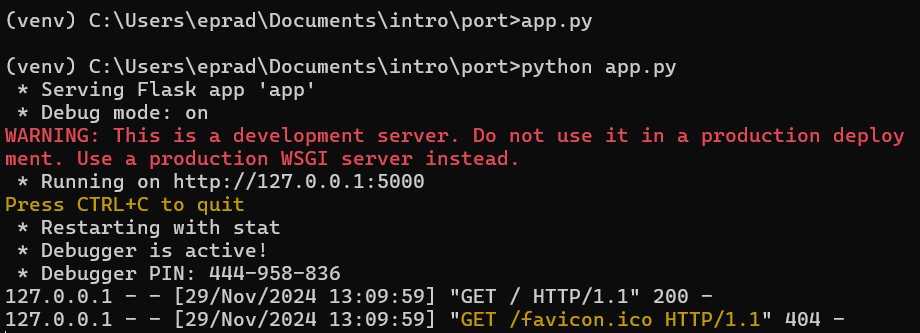 (venv) C:\Users\eprad\Documents\intro\port>app.py
(venv) C:\Users\eprad\Documents\intro\port>python app.py
 * Serving Flask app 'app'
 * Debug mode: on
WARNING: This is a development server. Do not use it in a production deploy
ment. Use a production WSGI server instead.
 * Running on http://127.0.0.1:5000
Press CTRL+C to quit
 * Restarting with stat
 * Debugger is active!
 * Debugger PIN: 444-958-836
127.0.0.1 - - [29/Nov/2024 13:09:59] "GET / HTTP/1.1" 200 -
127.0.0.1 - - [29/Nov/2024 13:09:59] "GET /favicon.ico HTTP/1.1" 404 -